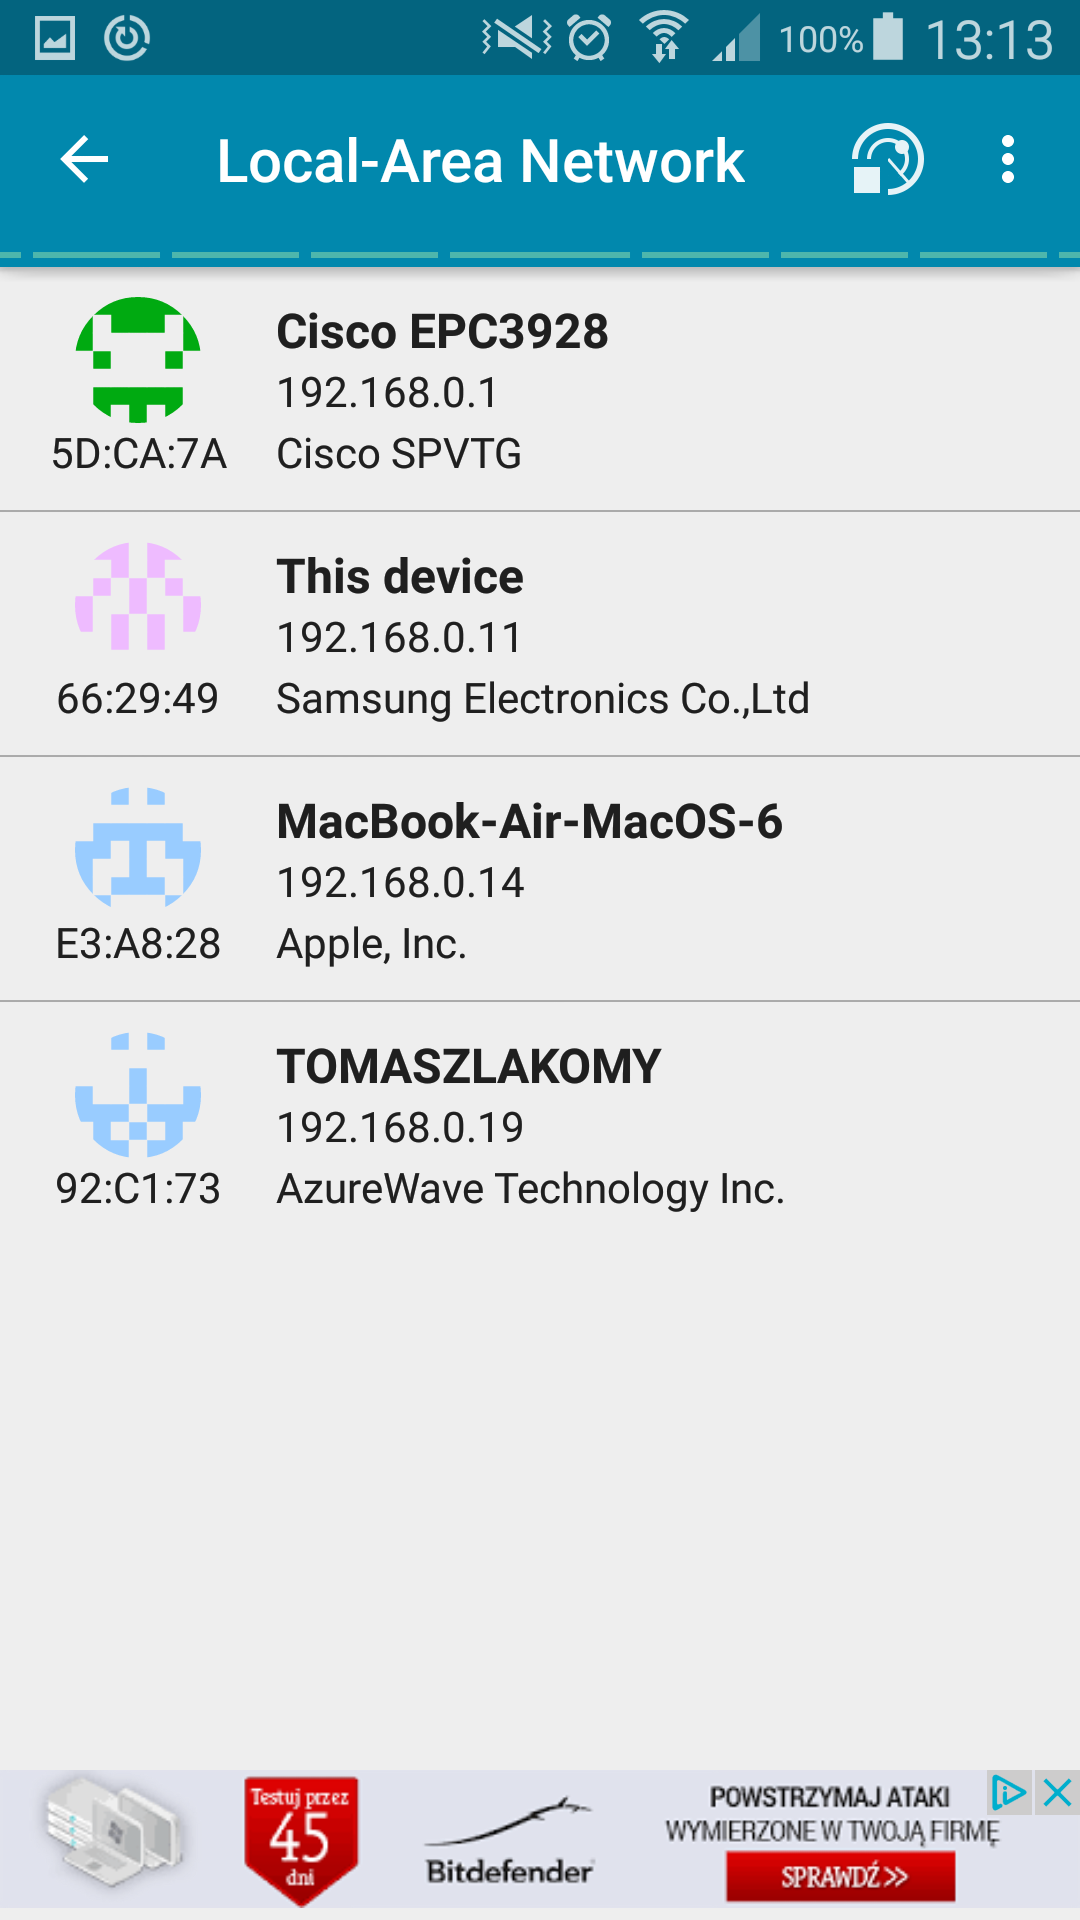 100% 13:13
Local-Area Network
Cisco EPC3928
192.168.0.1
5D:CA:7A Cisco SPVTG
This device
192.168.0.11
66:29:49 Samsung Electronics Co.,Ltd
MacBook-Air-MacOS-6
192.168.0.14
E3:A8:28 Apple, Inc.
TOMASZLAKOMY
192.168.0.19
92:C1:73 AzureWave Technology Inc.
Testuj przez
45
dni
Bitdefender
POWSTRZYMAJ ATAKI
WYMIERZONE W TWOJĄ FIRMĘ
SPRAWDŹ >>